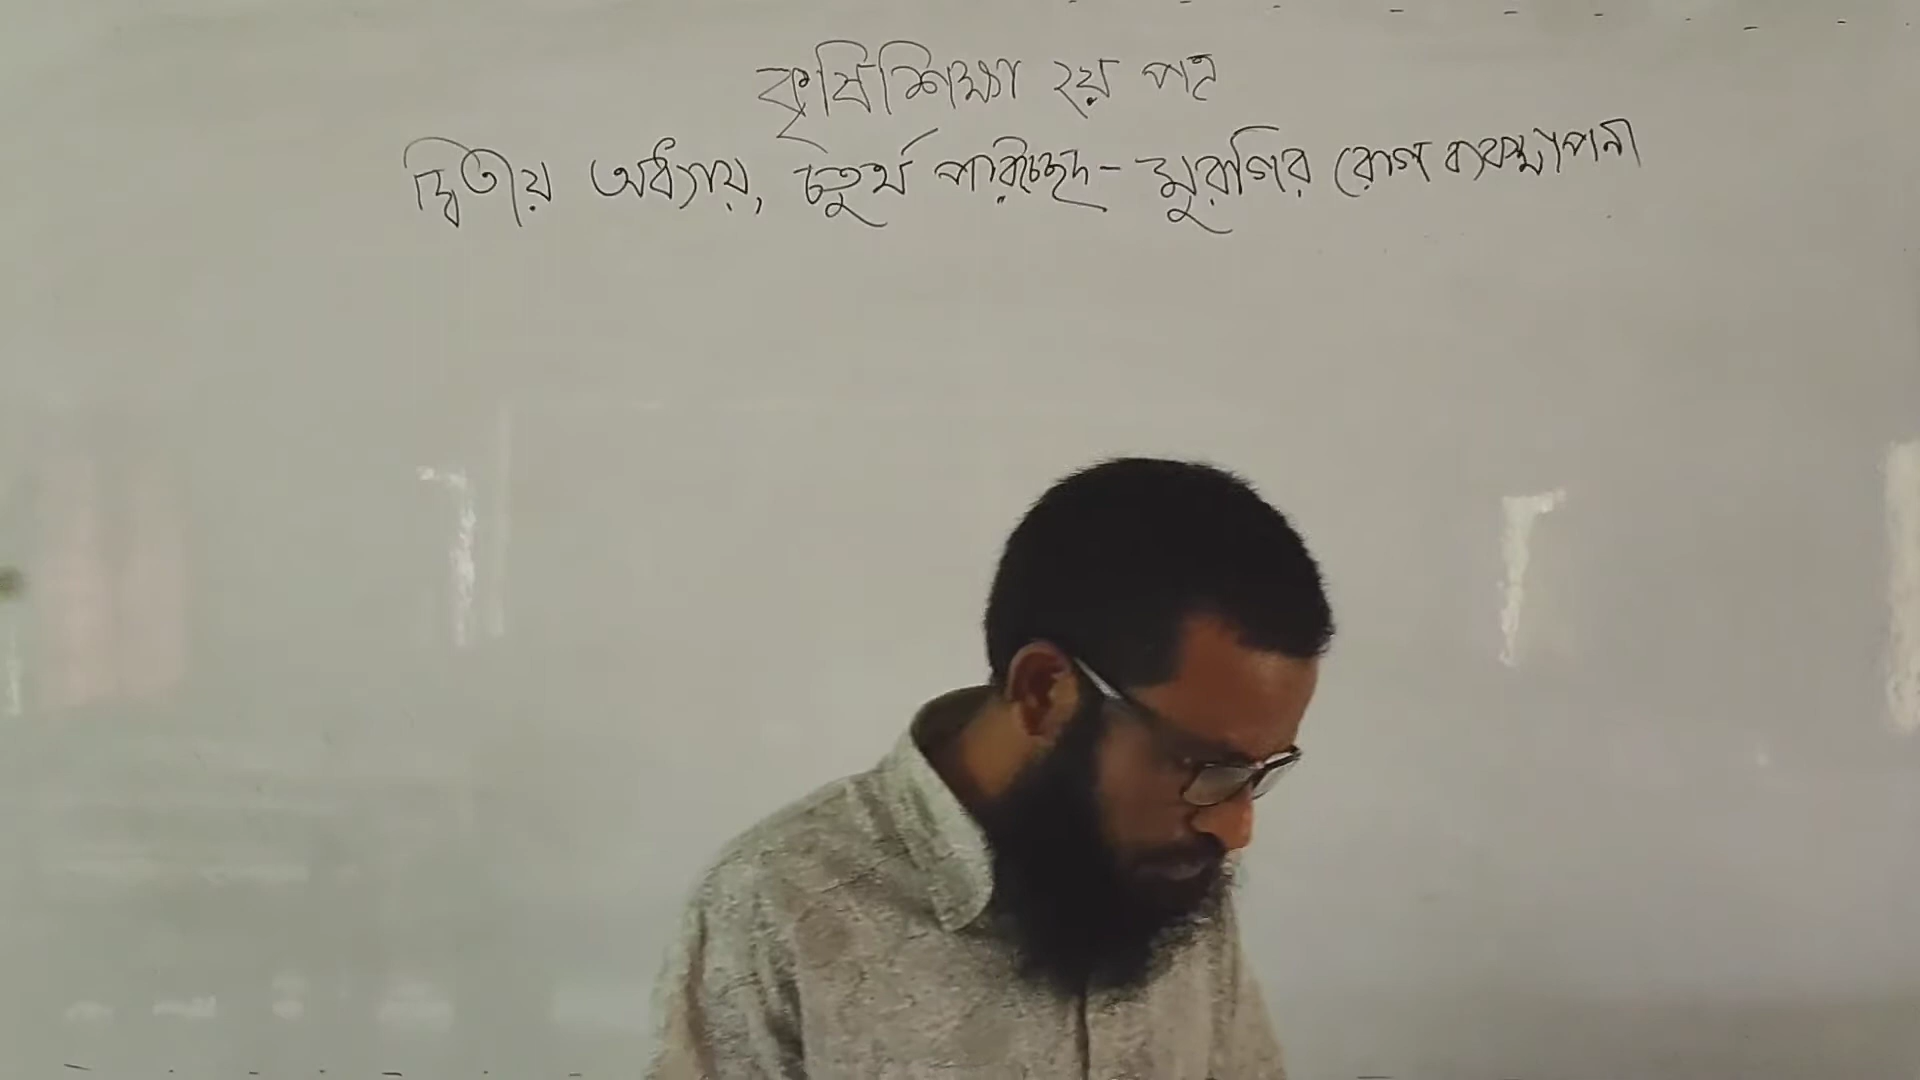 কৃষিশিক্ষা ২য় পত্র
দ্বিতীয় অধ্যায়, চতুর্থ পরিচ্ছেদ- মুরগির রোগ ব্যবস্থাপনা